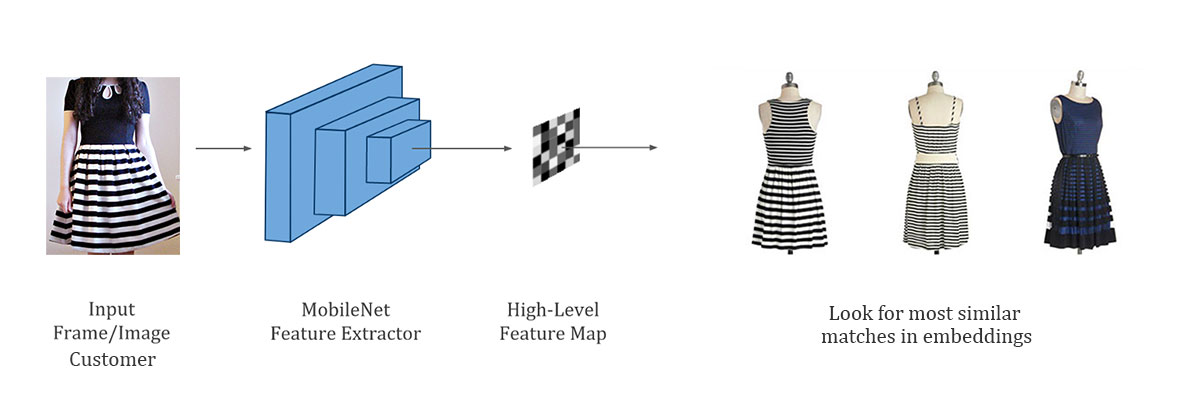 Input
Frame/Image
Customer
MobileNet
Feature Extractor
High-Level
Feature Map
Look for most similar
matches in embeddings